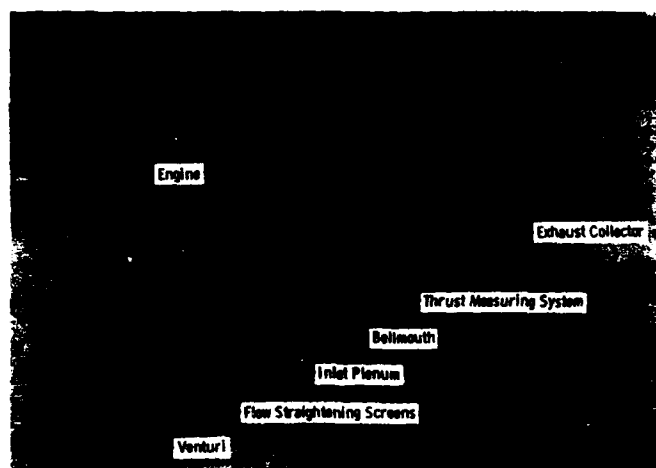 Engine
Exhaust Collector
Thrust Measuring System
Bellmouth
Inlet Plenum
Flow Straightening Screens
Venturi